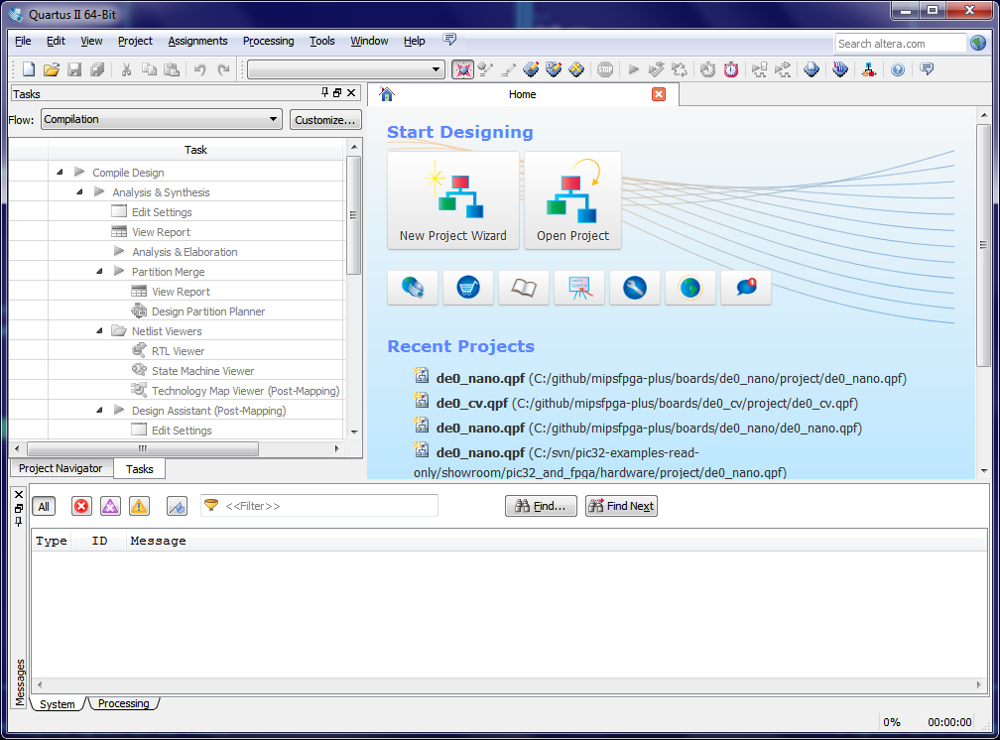 Quartus II 64-Bit
File Edit View Project Assignments Processing Tools Window Help
Search altera.com
STOP
Tasks
Home
Flow: Compilation Customize...
Task
Compile Design
Analysis & Synthesis
Edit Settings
View Report
Analysis & Elaboration
Partition Merge
View Report
Design Partition Planner
Netlist Viewers
RTL Viewer
State Machine Viewer
Technology Map Viewer (Post-Mapping)
Design Assistant (Post-Mapping)
Edit Settings
Project Navigator Tasks
Start Designing
New Project Wizard Open Project
Recent Projects
de0_nano.qpf (C:/github/mipsfpga-plus/boards/de0_nano/project/de0_nano.qpf)
de0_cv.qpf (C:/github/mipsfpga-plus/boards/de0_cv/project/de0_cv.qpf)
de0_nano.qpf (C:/github/mipsfpga-plus/boards/de0_nano/de0_nano.qpf)
de0_nano.qpf (C:/svn/pic32-examples-read-
only/showroom/pic32_and_fpga/hardware/project/de0_nano.qpf)
All <<Filter>> Find... Find Next
Type ID Message
Messages
System Processing
0% 00:00:00